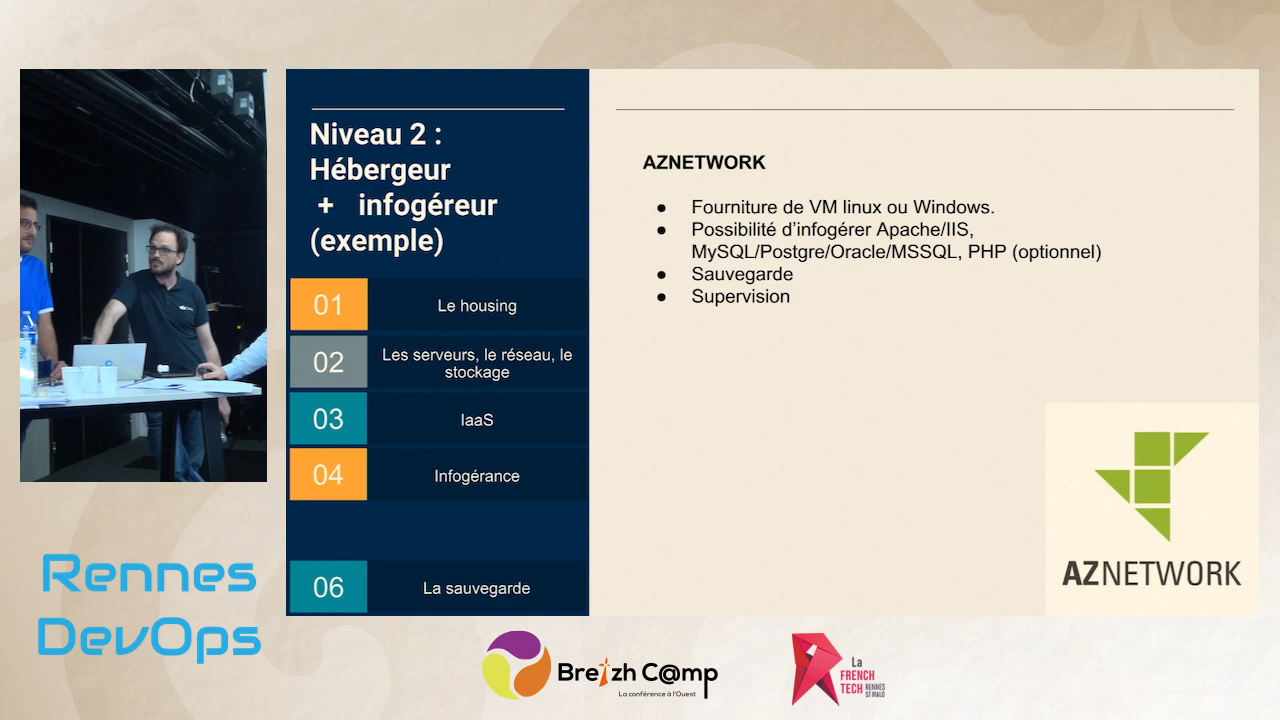 Niveau 2 :
Hébergeur
+ infogéreur
(exemple)
01 Le housing
02 Les serveurs, le réseau, le
stockage
03 IaaS
04 Infogérance
06 La sauvegarde
AZNETWORK
● Fourniture de VM linux ou Windows.
● Possibilité d'infogérer Apache/IIS,
MySQL/Postgre/Oracle/MSSQL, PHP (optionnel)
● Sauvegarde
● Supervision
AZNETWORK
Rennes
DevOps
Breizh C@mp
La conférence à l'Ouest
La
FRENCH
TECH RENNES
ST MALO